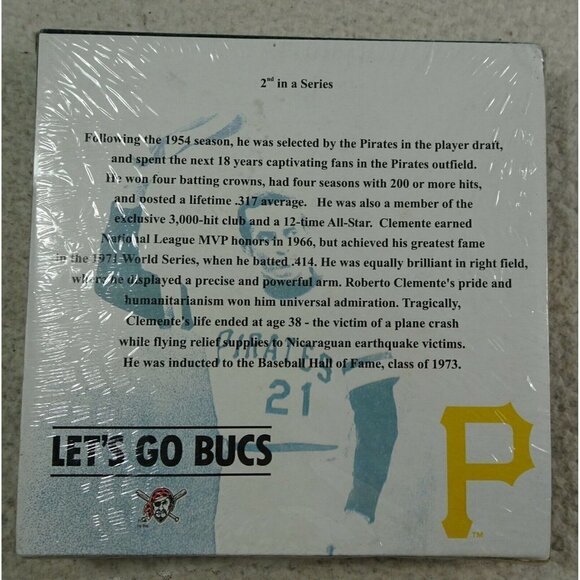 2nd in a Series
Following the 1954 season, he was selected by the Pirates in the player draft,
and spent the next 18 years captivating fans in the Pirates outfield.
He won four batting crowns, had four seasons with 200 or more hits,
and posted a lifetime .317 average. He was also a member of the
exclusive 3,000-hit club and a 12-time All-Star. Clemente earned
National League MVP honors in 1966, but achieved his greatest fame
in the 1971 World Series, when he batted .414. He was equally brilliant in right field,
where he displayed a precise and powerful arm. Roberto Clemente's pride and
humanitarianism won him universal admiration. Tragically,
Clemente's life ended at age 38 - the victim of a plane crash
while flying relief supplies to Nicaraguan earthquake victims.
He was inducted to the Baseball Hall of Fame, class of 1973.
PIRATES
21
LET'S GO BUCS
P
TM